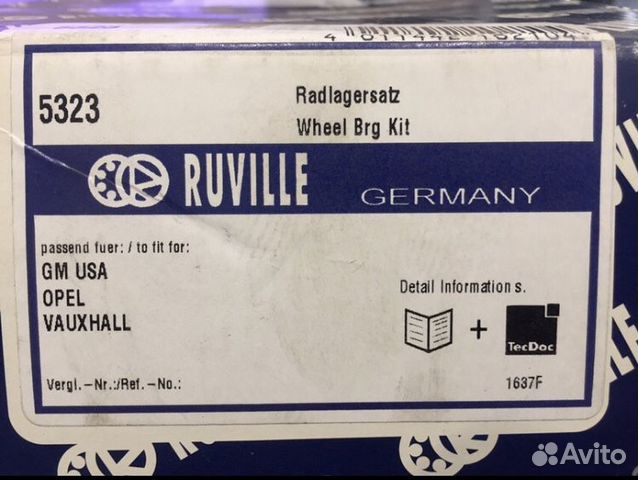 5323
Radlagersatz
Wheel Brg Kit
RUVILLE GERMANY
passend fuer: / to fit for:
GM USA
OPEL
VAUXHALL
Detail Informations.
+
TecDoc
Vergl.-Nr.:/Ref.-No.:
1637F
Avito